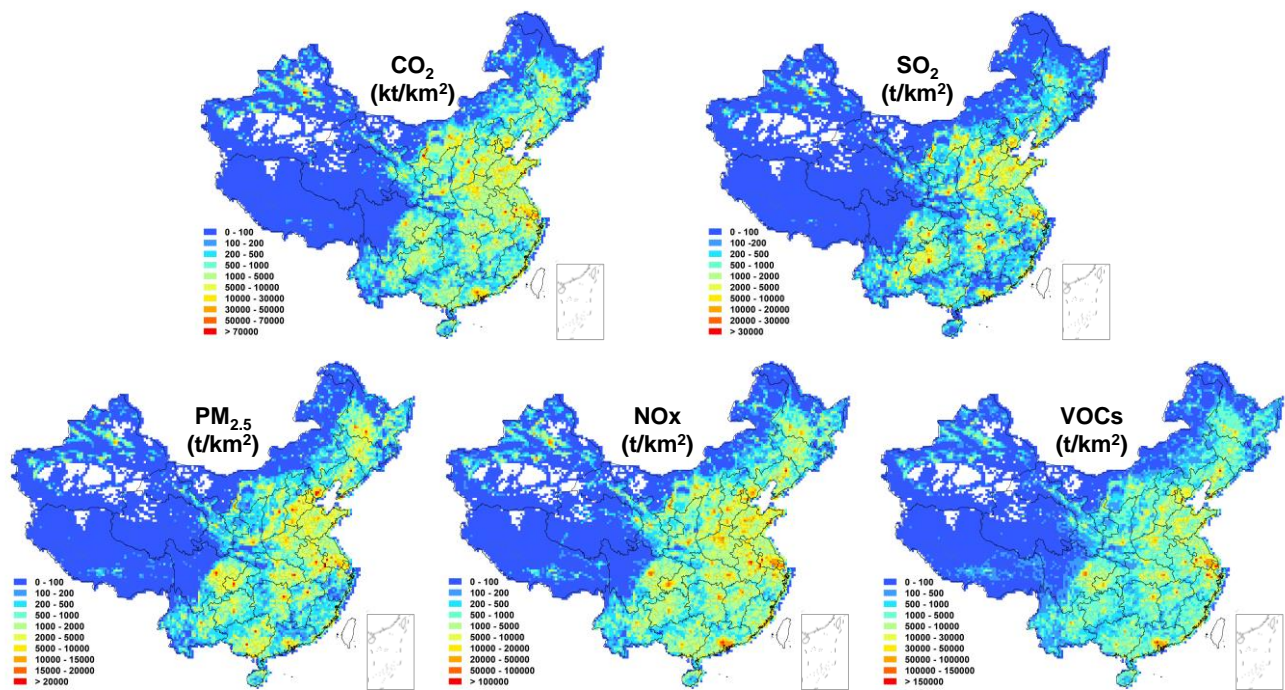 CO₂
(kt/km²)
0 - 100
100 - 200
200 - 500
500 - 1000
1000 - 5000
5000 - 10000
10000 - 30000
30000 - 50000
50000 - 70000
> 70000
SO₂
(t/km²)
0 - 100
100 -200
200 - 500
500 - 1000
1000 - 2000
2000 - 5000
5000 - 10000
10000 - 20000
20000 - 30000
> 30000
PM₂.₅
(t/km²)
0 - 100
100 - 200
200 - 500
500 - 1000
1000 - 2000
2000 - 5000
5000 - 10000
10000 - 15000
15000 - 20000
> 20000
NOx
(t/km²)
0 - 100
100 - 200
200 - 500
500 - 1000
1000 - 5000
5000 - 10000
10000 - 20000
20000 - 50000
50000 - 100000
> 100000
VOCs
(t/km²)
0 - 100
100 - 500
500 - 1000
1000 - 5000
5000 - 10000
10000 - 30000
30000 - 50000
50000 - 100000
100000 - 150000
> 150000